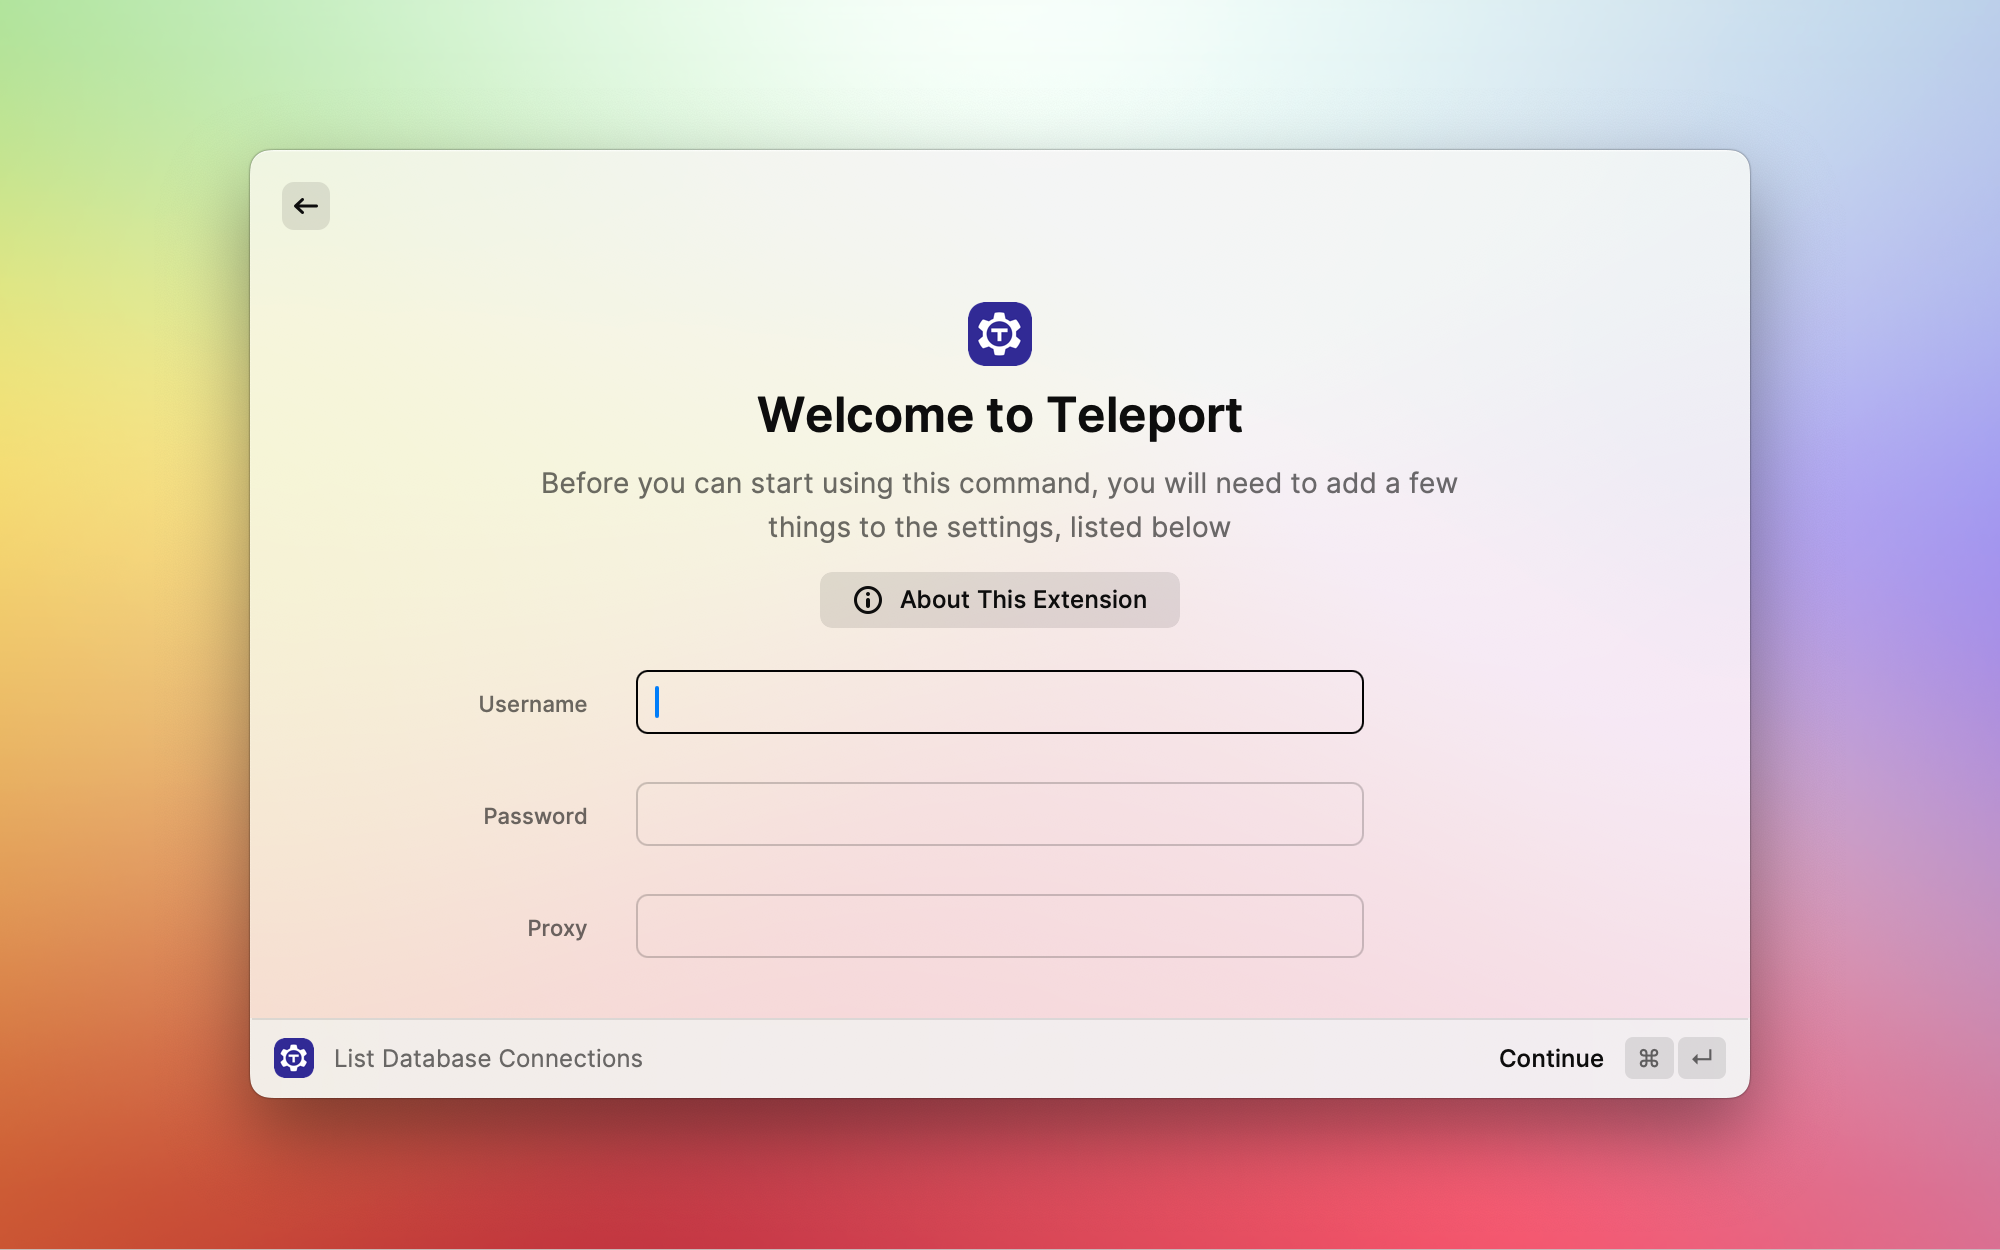 Welcome to Teleport
Before you can start using this command, you will need to add a few
things to the settings, listed below
About This Extension
Username
Password
Proxy
List Database Connections
Continue ⌘ ↵